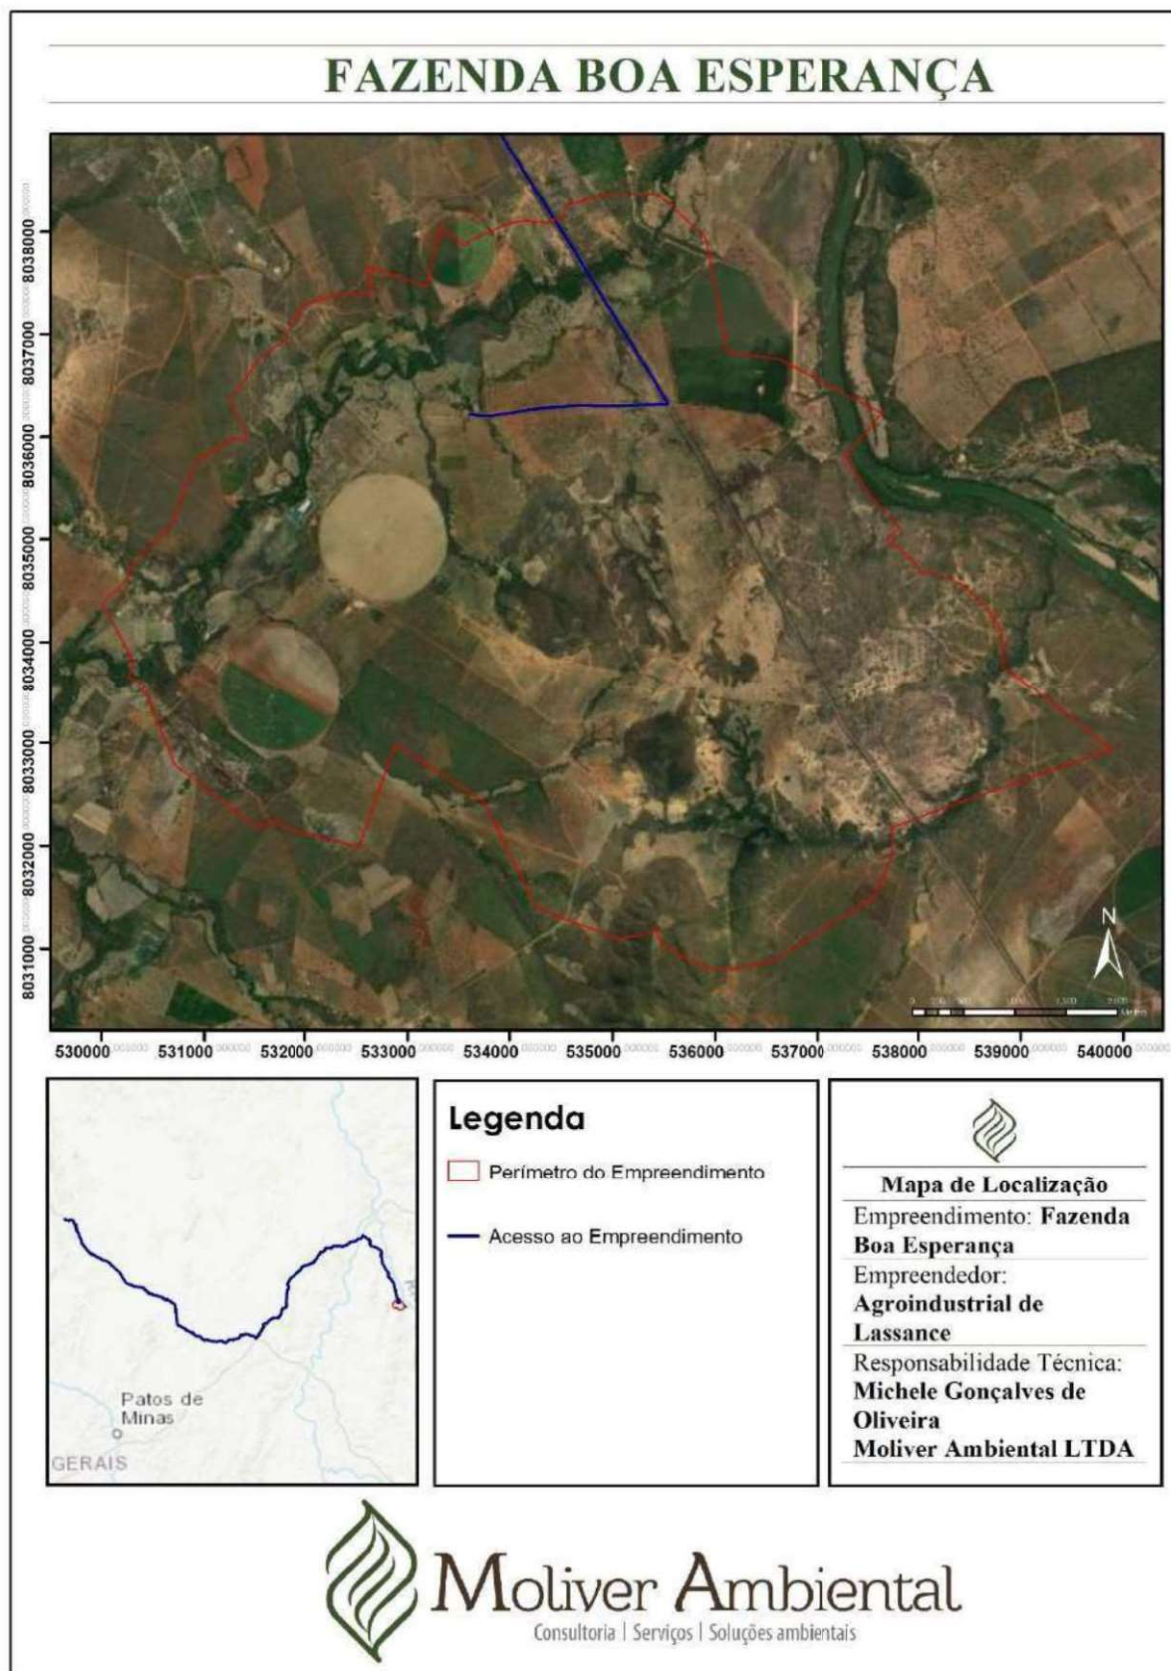 FAZENDA BOA ESPERANÇA
8038000
8037000
8036000
8035000
8034000
8033000
8032000
8031000
N
Metros
530000
531000
532000
533000
534000
535000
536000
537000
538000
539000
540000
Patos de
Minas
GERAIS
Legenda
Perímetro do Empreendimento
Acesso ao Empreendimento
Mapa de Localização
Empreendimento: Fazenda
Boa Esperança
Empreendedor:
Agroindustrial de
Lassance
Responsabilidade Técnica:
Michele Gonçalves de
Oliveira
Moliver Ambiental LTDA
Moliver Ambiental
Consultoria | Serviços | Soluções ambientais